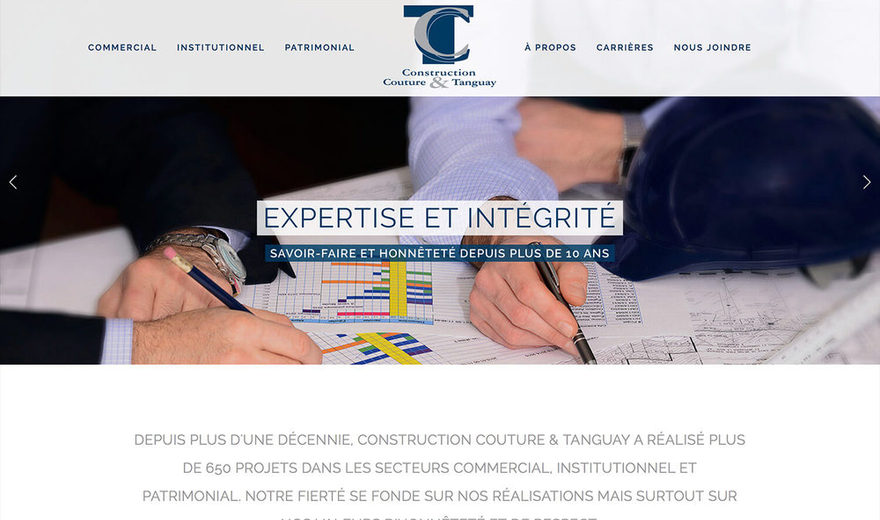 COMMERCIAL INSTITUTIONNEL PATRIMONIAL À PROPOS CARRIÈRES NOUS JOINDRE
CT
Construction
Couture & Tanguay
EXPERTISE ET INTÉGRITÉ
SAVOIR-FAIRE ET HONNÊTETÉ DEPUIS PLUS DE 10 ANS
DEPUIS PLUS D'UNE DÉCENNIE, CONSTRUCTION COUTURE & TANGUAY A RÉALISÉ PLUS
DE 650 PROJETS DANS LES SECTEURS COMMERCIAL, INSTITUTIONNEL ET
PATRIMONIAL. NOTRE FIERTÉ SE FONDE SUR NOS RÉALISATIONS MAIS SURTOUT SUR